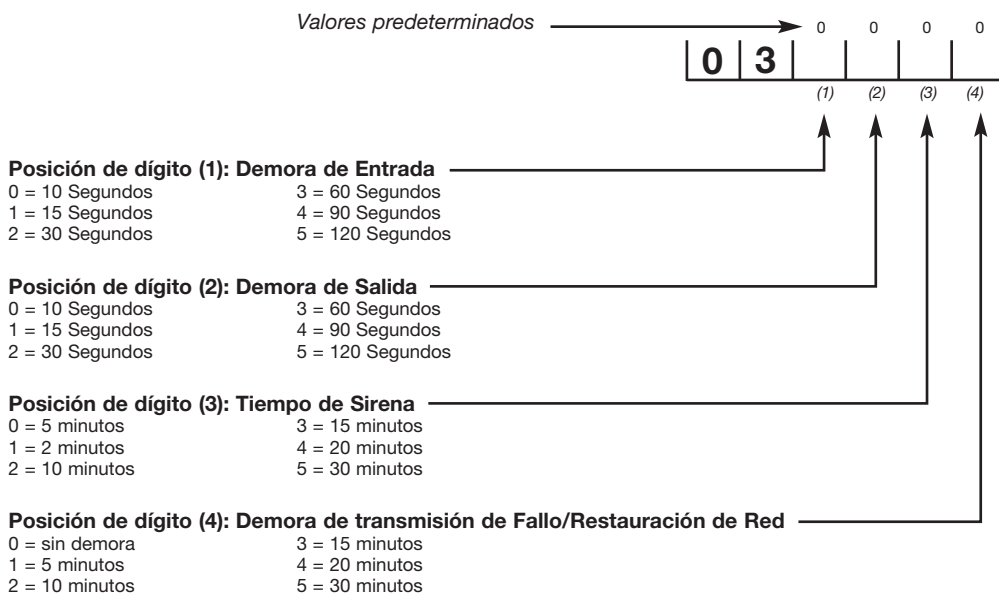 Valores predeterminados 0 0 0 0
0 3
(1) (2) (3) (4)
Posición de dígito (1): Demora de Entrada
0 = 10 Segundos 3 = 60 Segundos
1 = 15 Segundos 4 = 90 Segundos
2 = 30 Segundos 5 = 120 Segundos
Posición de dígito (2): Demora de Salida
0 = 10 Segundos 3 = 60 Segundos
1 = 15 Segundos 4 = 90 Segundos
2 = 30 Segundos 5 = 120 Segundos
Posición de dígito (3): Tiempo de Sirena
0 = 5 minutos 3 = 15 minutos
1 = 2 minutos 4 = 20 minutos
2 = 10 minutos 5 = 30 minutos
Posición de dígito (4): Demora de transmisión de Fallo/Restauración de Red
0 = sin demora 3 = 15 minutos
1 = 5 minutos 4 = 20 minutos
2 = 10 minutos 5 = 30 minutos